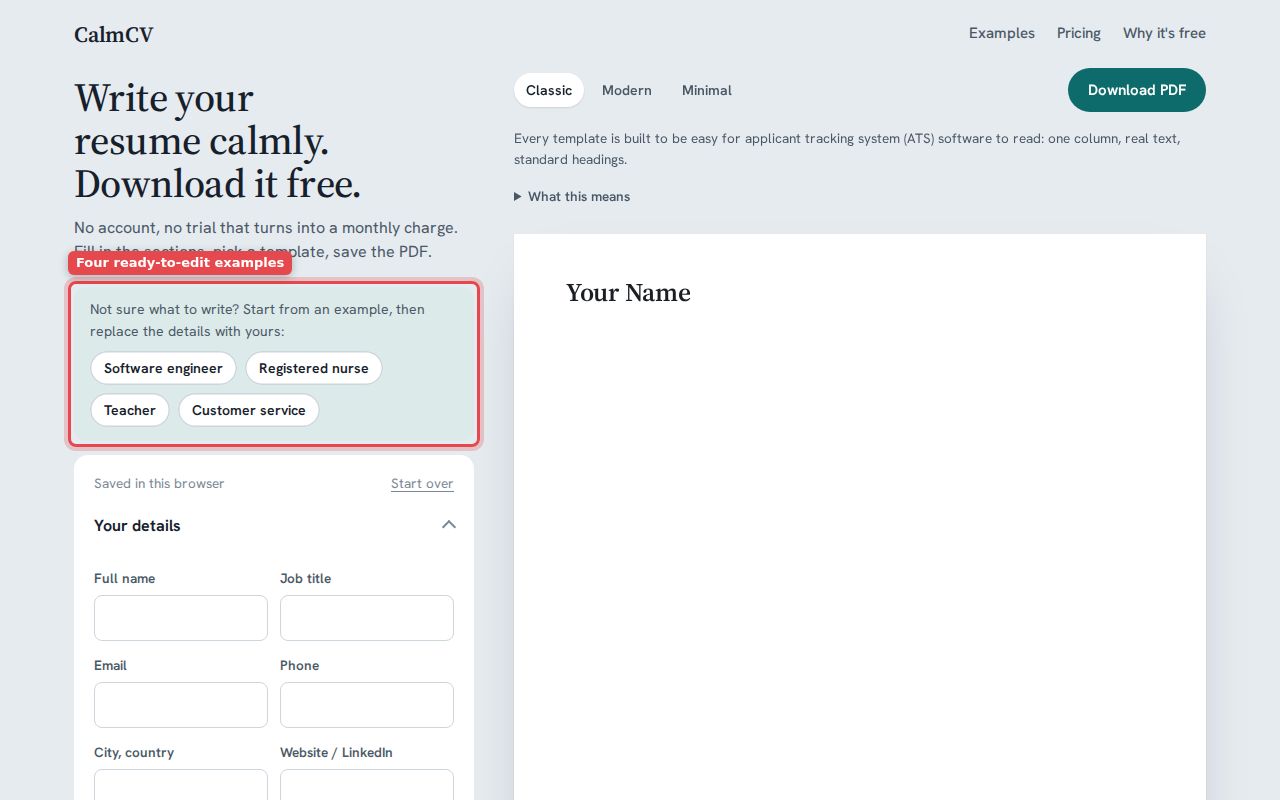 CalmCV
Examples
Pricing
Why it's free
Write your
resume calmly.
Download it free.
No account, no trial that turns into a monthly charge.
Fill in the sections, pick a template, save the PDF.
Four ready-to-edit examples
Not sure what to write? Start from an example, then
replace the details with yours:
Software engineer
Registered nurse
Teacher
Customer service
Saved in this browser
Start over
Your details
Full name
Job title
Email
Phone
City, country
Website / LinkedIn
Classic
Modern
Minimal
Download PDF
Every template is built to be easy for applicant tracking system (ATS) software to read: one column, real text,
standard headings.
What this means
Your Name